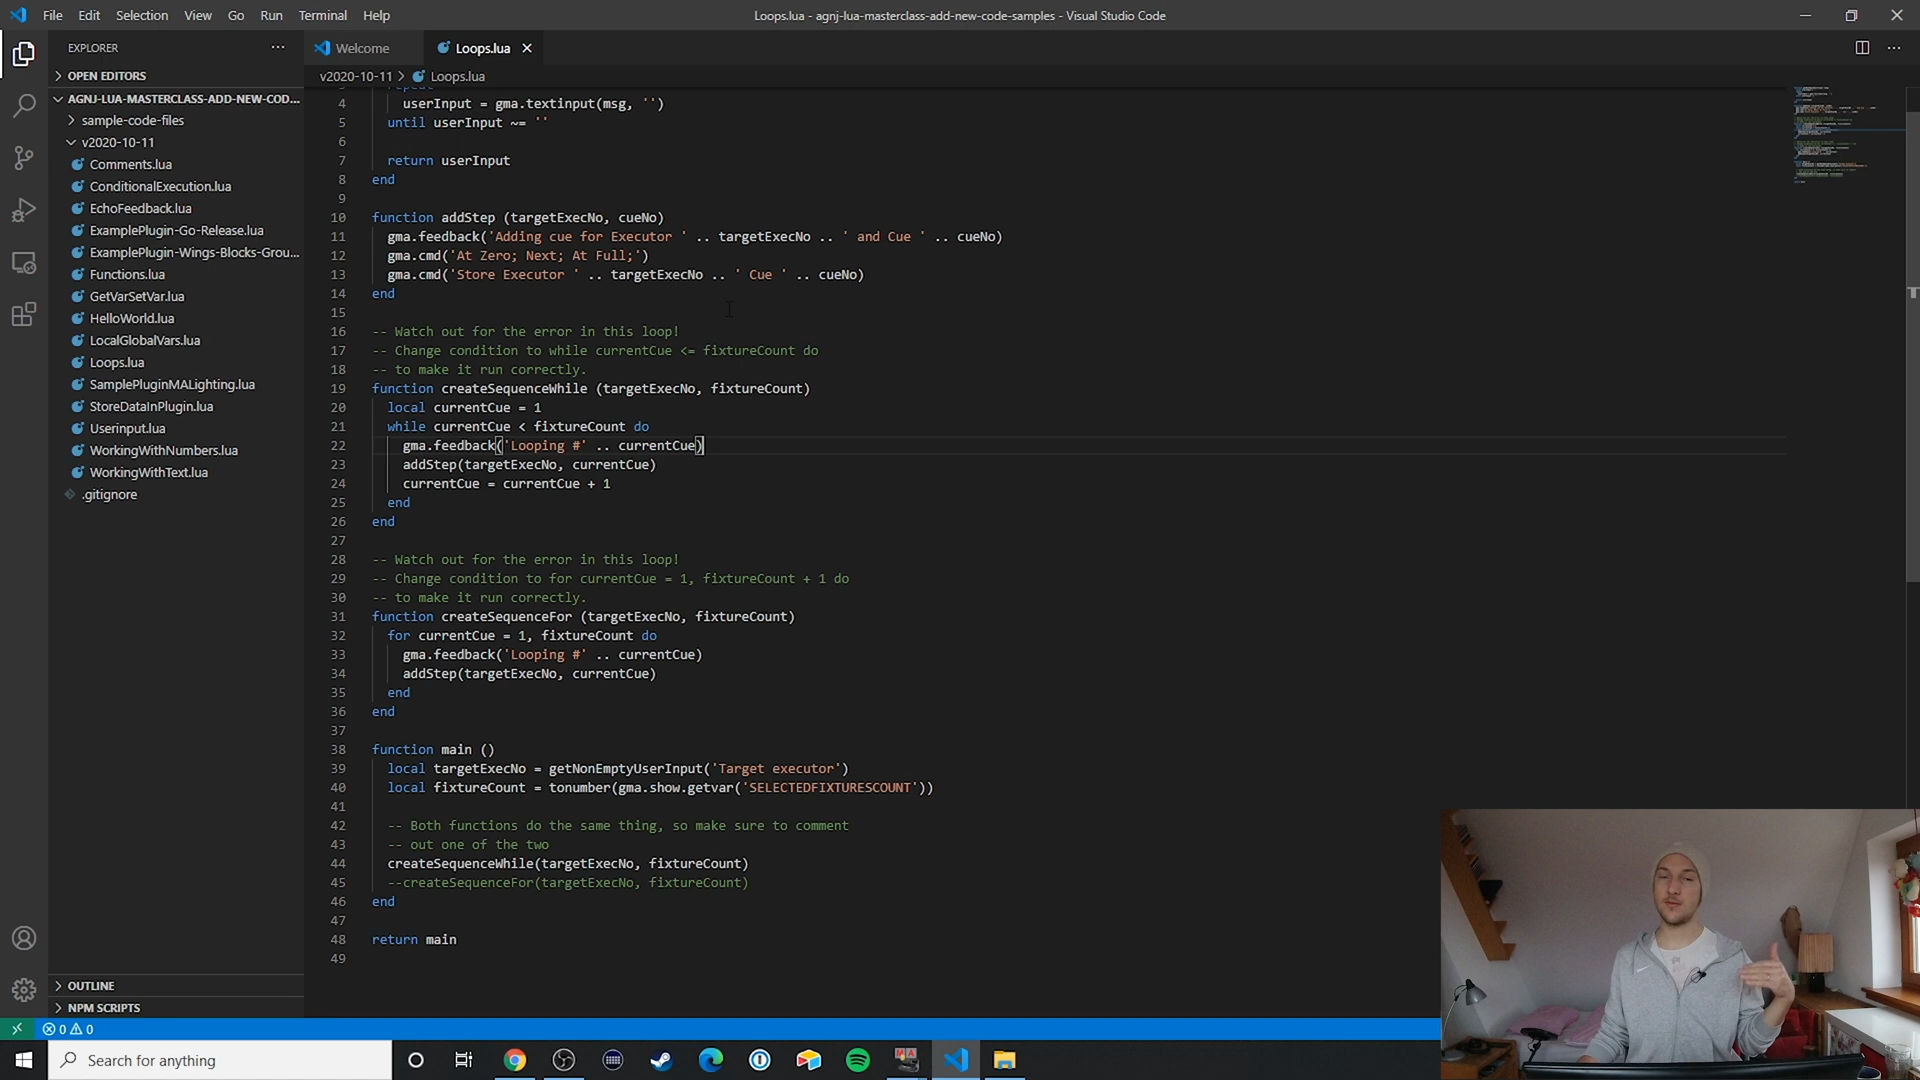 File Edit Selection View Go Run Terminal Help
Loops.lua - agnj-lua-masterclass-add-new-code-samples - Visual Studio Code
EXPLORER
OPEN EDITORS
AGNJ-LUA-MASTERCLASS-ADD-NEW-COD...
sample-code-files
v2020-10-11
Comments.lua
ConditionalExecution.lua
EchoFeedback.lua
ExamplePlugin-Go-Release.lua
ExamplePlugin-Wings-Blocks-Grou...
Functions.lua
GetVarSetVar.lua
HelloWorld.lua
LocalGlobalVars.lua
Loops.lua
SamplePluginMALighting.lua
StoreDataInPlugin.lua
Userinput.lua
WorkingWithNumbers.lua
WorkingWithText.lua
.gitignore
OUTLINE
NPM SCRIPTS
Welcome Loops.lua
v2020-10-11 > Loops.lua
repeat
4 userInput = gma.textinput(msg, '')
5 until userInput ~= ''
6
7 return userInput
8 end
9
10 function addStep (targetExecNo, cueNo)
11 gma.feedback('Adding cue for Executor ' .. targetExecNo .. ' and Cue ' .. cueNo)
12 gma.cmd('At Zero; Next; At Full;')
13 gma.cmd('Store Executor ' .. targetExecNo .. ' Cue ' .. cueNo)
14 end
15
16 -- Watch out for the error in this loop!
17 -- Change condition to while currentCue <= fixtureCount do
18 -- to make it run correctly.
19 function createSequenceWhile (targetExecNo, fixtureCount)
20 local currentCue = 1
21 while currentCue < fixtureCount do
22 gma.feedback('Looping #' .. currentCue)
23 addStep(targetExecNo, currentCue)
24 currentCue = currentCue + 1
25 end
26 end
27
28 -- Watch out for the error in this loop!
29 -- Change condition to for currentCue = 1, fixtureCount + 1 do
30 -- to make it run correctly.
31 function createSequenceFor (targetExecNo, fixtureCount)
32 for currentCue = 1, fixtureCount do
33 gma.feedback('Looping #' .. currentCue)
34 addStep(targetExecNo, currentCue)
35 end
36 end
37
38 function main ()
39 local targetExecNo = getNonEmptyUserInput('Target executor')
40 local fixtureCount = tonumber(gma.show.getvar('SELECTEDFIXTURESCOUNT'))
41
42 -- Both functions do the same thing, so make sure to comment
43 -- out one of the two
44 createSequenceWhile(targetExecNo, fixtureCount)
45 --createSequenceFor(targetExecNo, fixtureCount)
46 end
47
48 return main
49
0 0
Search for anything